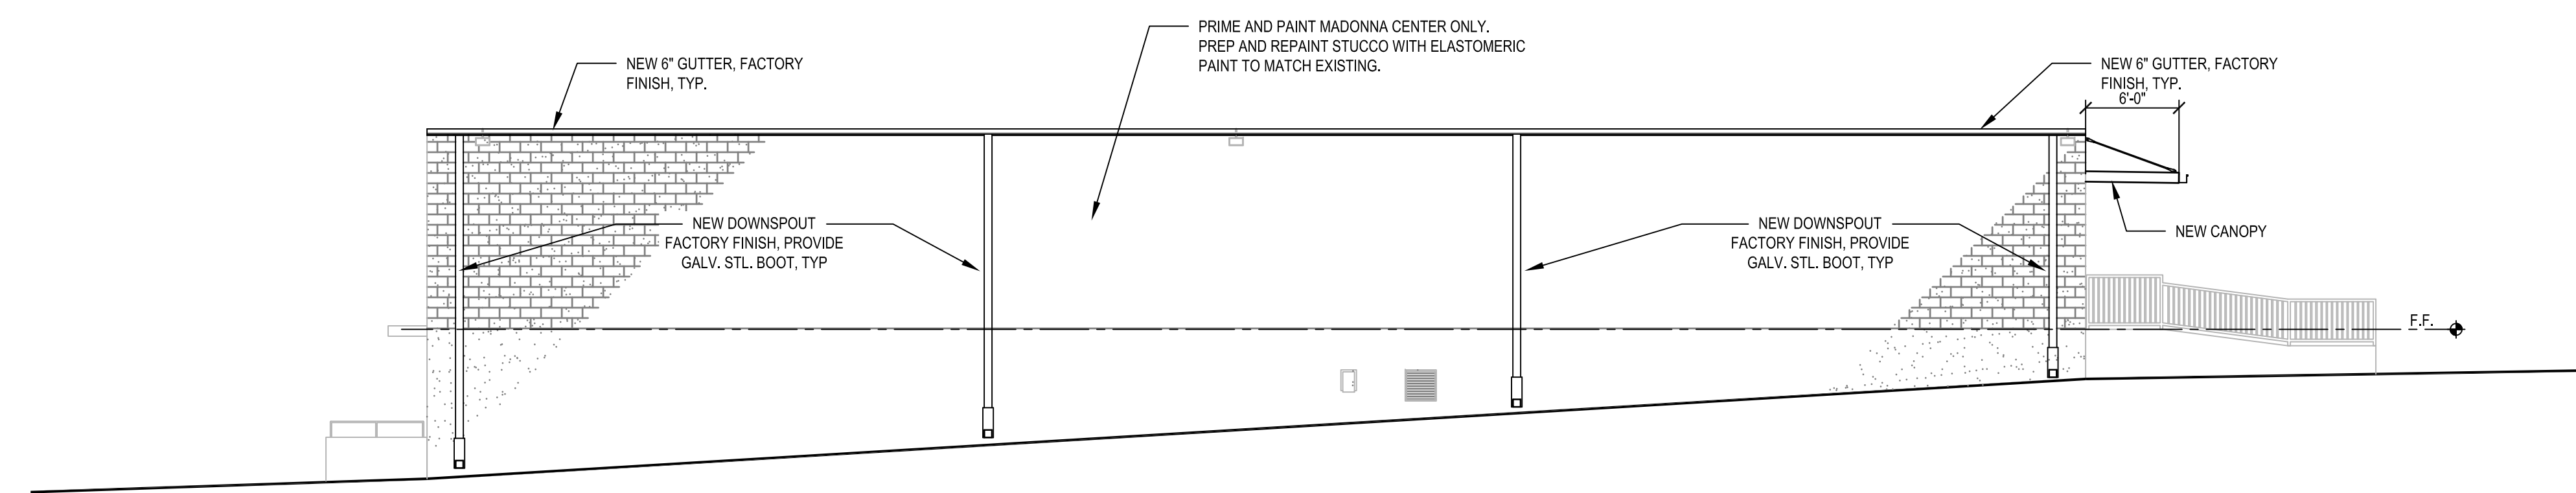 PRIME AND PAINT MADONNA CENTER ONLY.
PREP AND REPAINT STUCCO WITH ELASTOMERIC
PAINT TO MATCH EXISTING.
NEW 6" GUTTER, FACTORY
FINISH, TYP.
NEW 6" GUTTER, FACTORY
FINISH, TYP.
6'-0"
NEW DOWNSPOUT
FACTORY FINISH, PROVIDE
GALV. STL. BOOT, TYP
NEW DOWNSPOUT
FACTORY FINISH, PROVIDE
GALV. STL. BOOT, TYP
NEW CANOPY
F.F.